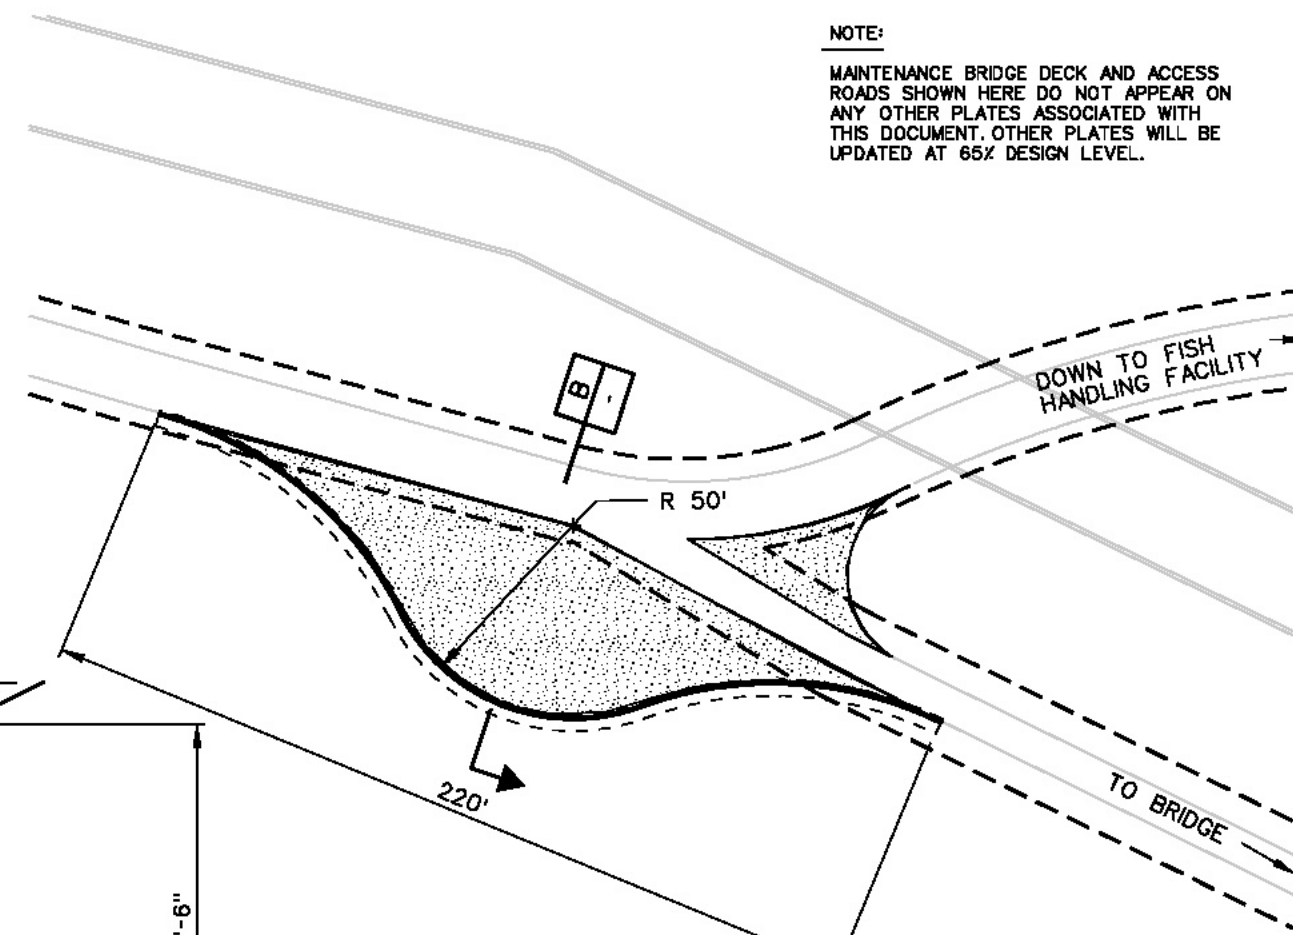 NOTE:
MAINTENANCE BRIDGE DECK AND ACCESS
ROADS SHOWN HERE DO NOT APPEAR ON
ANY OTHER PLATES ASSOCIATED WITH
THIS DOCUMENT. OTHER PLATES WILL BE
UPDATED AT 65% DESIGN LEVEL.
DOWN TO FISH
HANDLING FACILITY
B
-
R 50'
220'
TO BRIDGE
'-6"